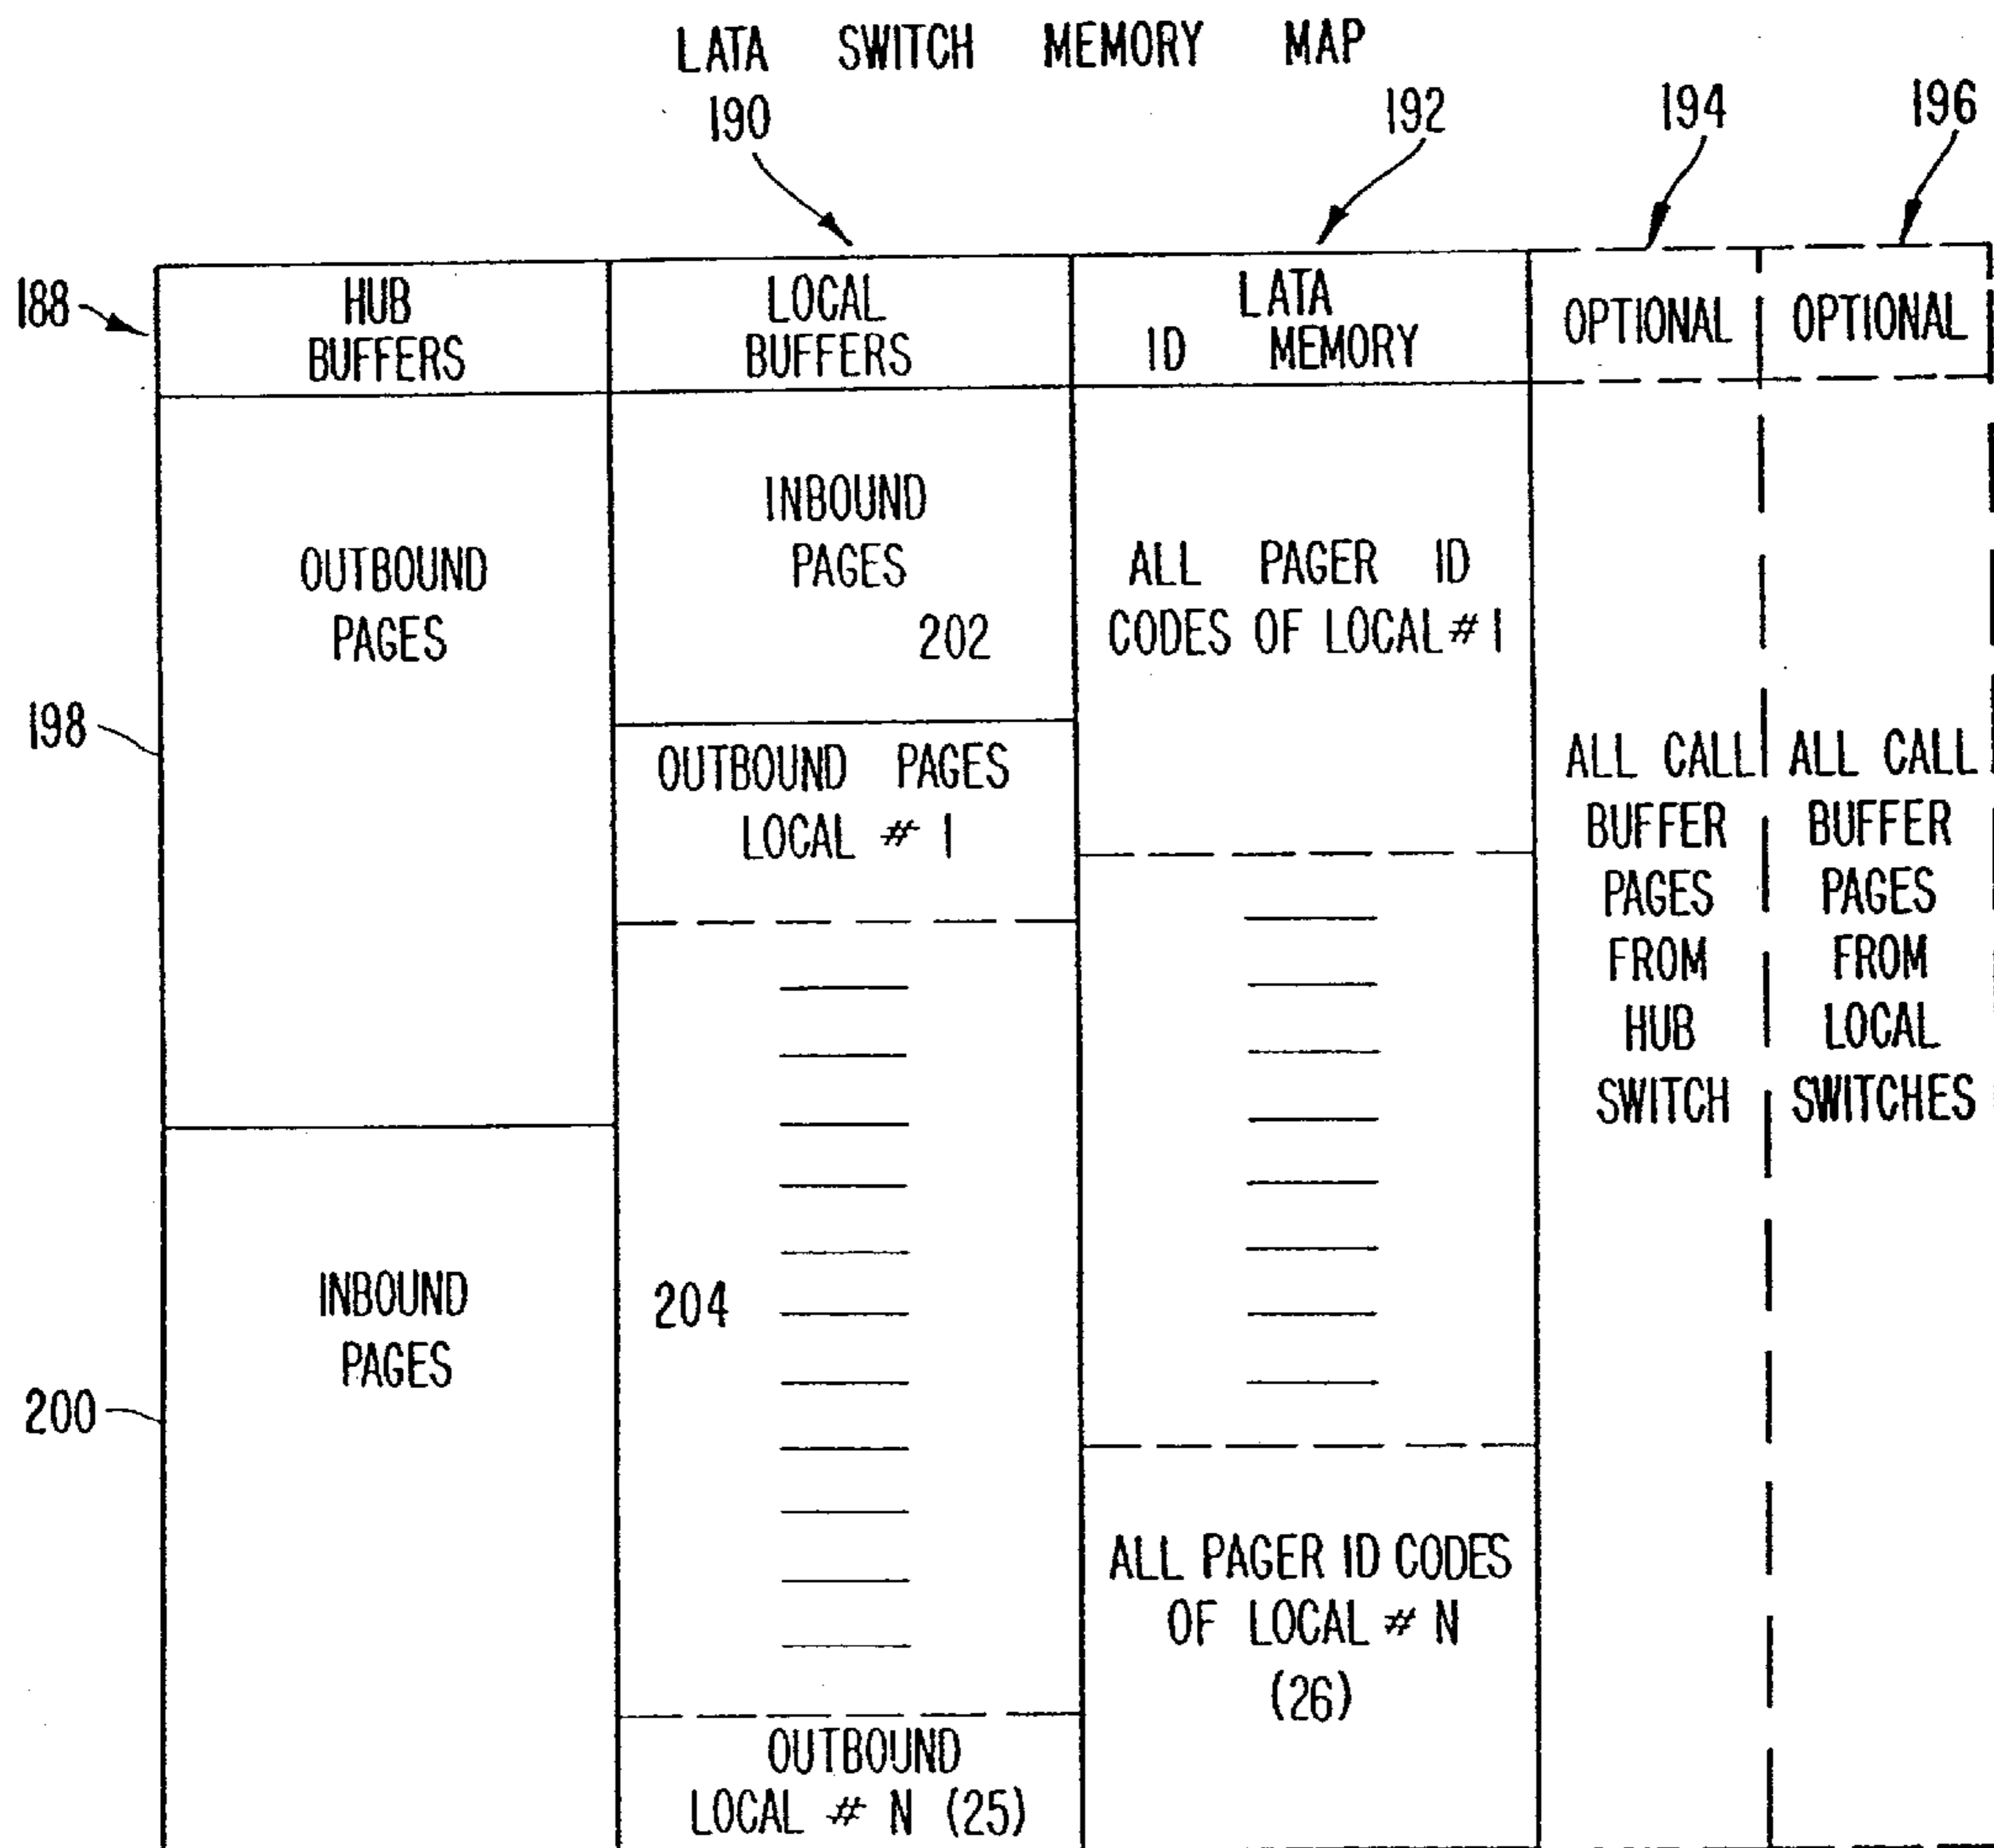 LATA SWITCH MEMORY MAP
190
192
194
196
188
HUB
BUFFERS
LOCAL
BUFFERS
LATA
ID MEMORY
OPTIONAL
OPTIONAL
OUTBOUND
PAGES
198
INBOUND
PAGES
200
INBOUND
PAGES
202
OUTBOUND PAGES
LOCAL # 1
204
OUTBOUND
LOCAL # N (25)
ALL PAGER ID
CODES OF LOCAL # 1
ALL PAGER ID CODES
OF LOCAL # N
(26)
ALL CALL
BUFFER
PAGES
FROM
HUB
SWITCH
ALL CALL
BUFFER
PAGES
FROM
LOCAL
SWITCHES